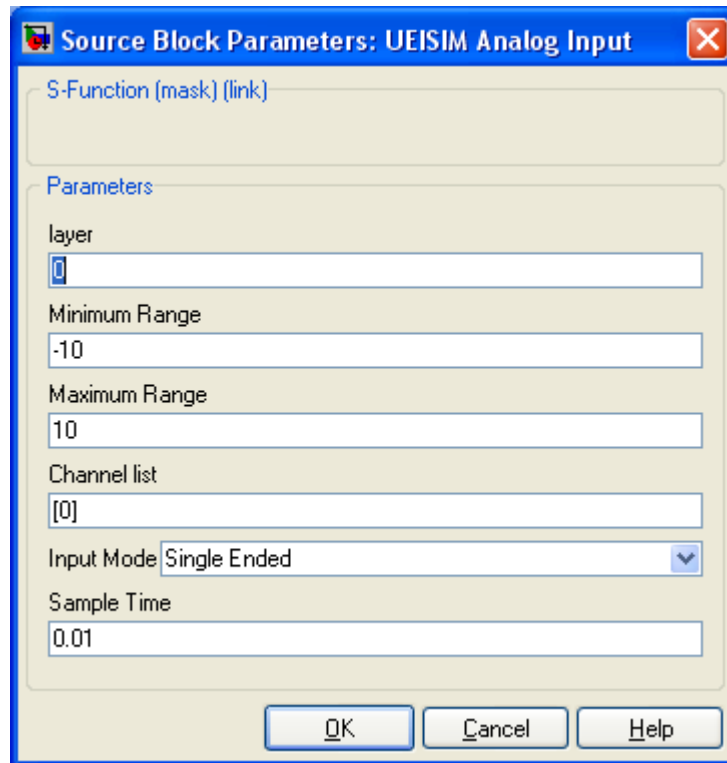 Source Block Parameters: UEISIM Analog Input
S-Function (mask) (link)
Parameters
layer
0
Minimum Range
-10
Maximum Range
10
Channel list
[0]
Input Mode Single Ended
Sample Time
0.01
OK Cancel Help